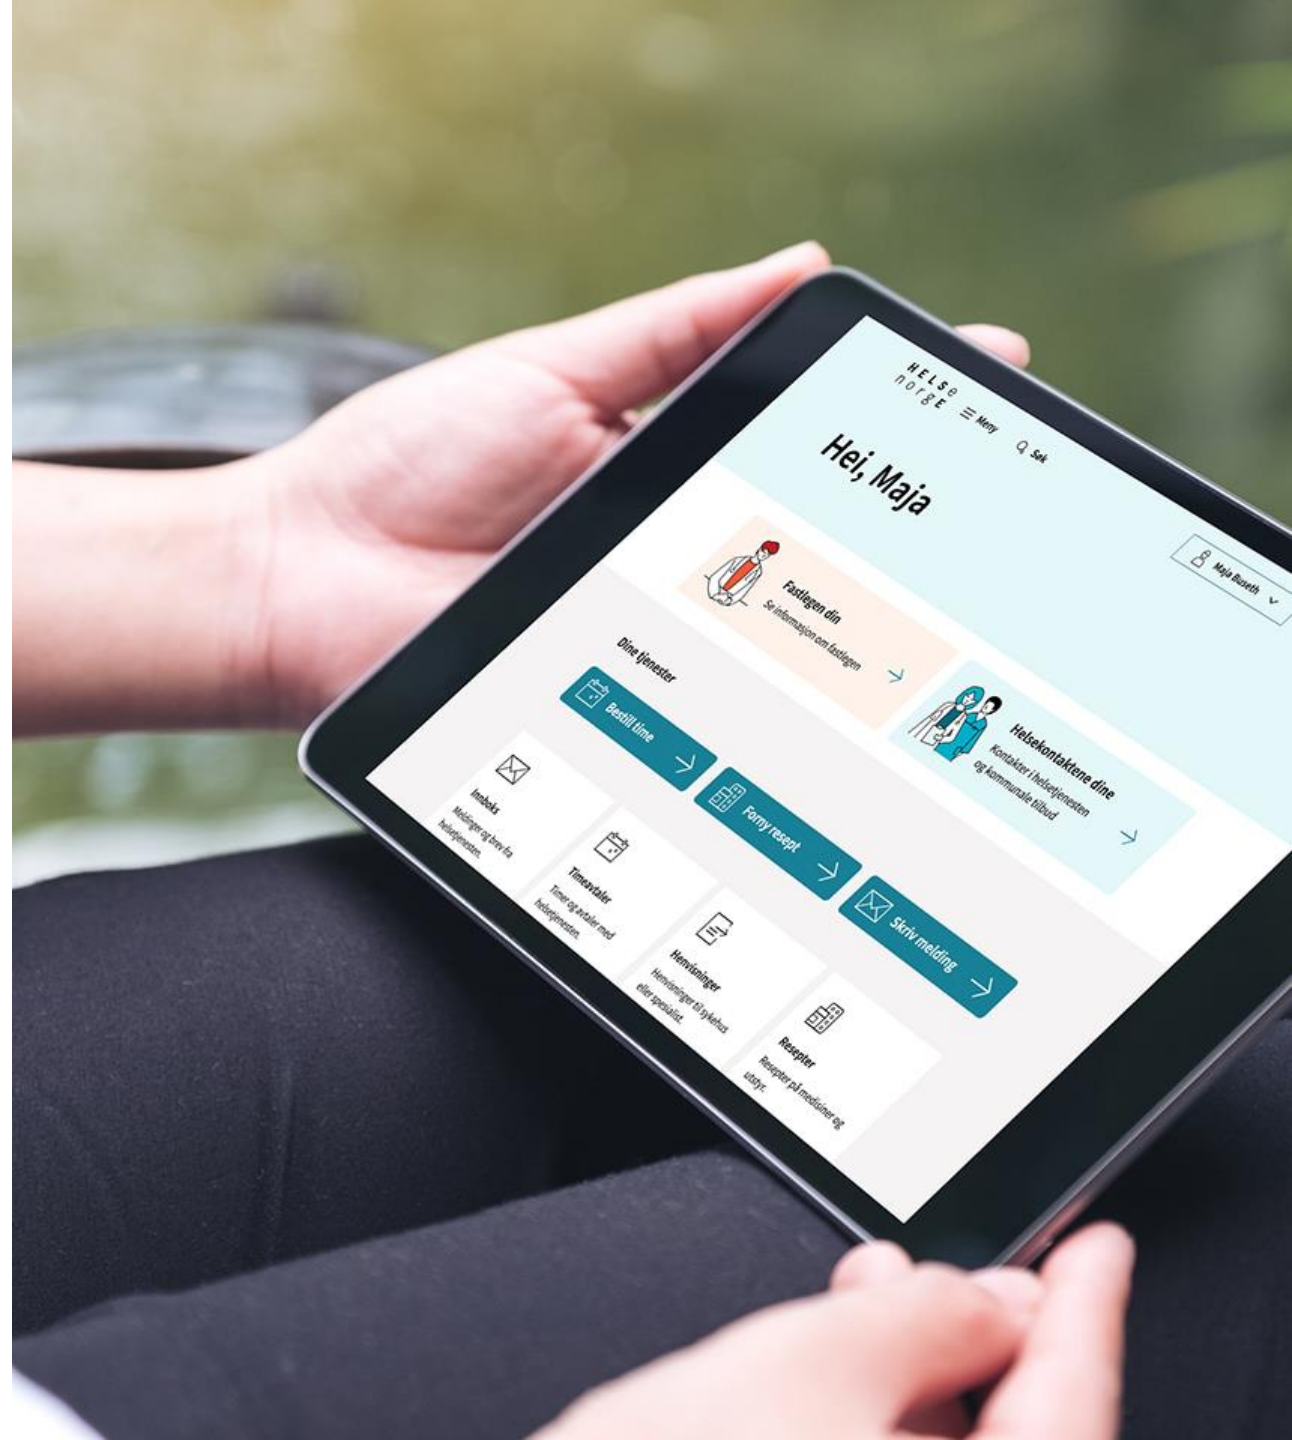 HELSe
norgE
Meny
Søk
Maja Buseth
Hei, Maja
Fastlegen din
Se informasjon om fastlegen
Helsekontaktene dine
Kontakter i helsetjenesten
og kommunale tilbud
Dine tjenester
Bestill time
Forny resept
Skriv melding
Innboks
Meldinger og brev fra
helsetjenesten.
Timeavtaler
Timer og avtaler med
helsetjenesten.
Henvisninger
Henvisninger til sykehus
eller spesialist.
Resepter
Resepter på medisiner og
utstyr.